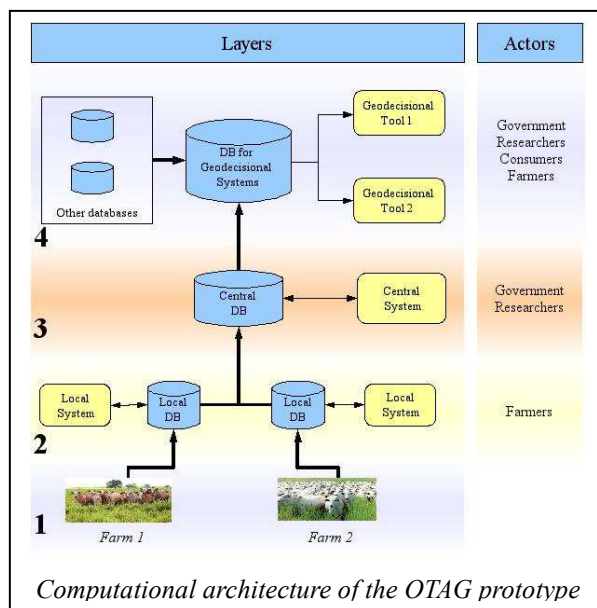 Layers
Actors
Geodecisional
Tool 1
DB for
Geodecisional
Systems
Geodecisional
Tool 2
Other databases
4
Government
Researchers
Consumers
Farmers
Central
DB
Central
System
3
Government
Researchers
Local
System
Local
DB
Local
DB
Local
System
2
Farmers
1
Farm 1
Farm 2
Computational architecture of the OTAG prototype